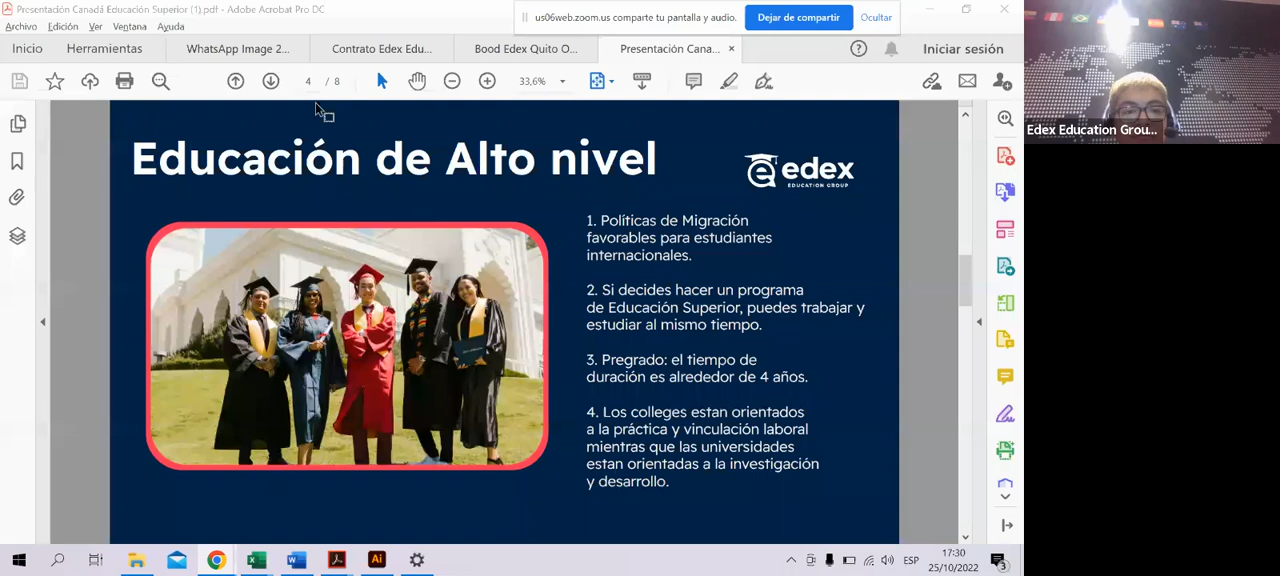 Presentación Canadá Educación Superior (1).pdf - Adobe Acrobat Pro DC
us06web.zoom.us comparte tu pantalla y audio.
Dejar de compartir
Ocultar
Archivo Edición Ver Ventana Ayuda
Inicio Herramientas WhatsApp Image 2... Contrato Edex Edu... Bood Edex Quito O... Presentación Cana... × Iniciar sesión
4 / 8 33,6%
Edex Education Grou...
Educación de Alto nivel
edex
EDUCATION GROUP
1. Políticas de Migración
favorables para estudiantes
internacionales.
2. Si decides hacer un programa
de Educación Superior, puedes trabajar y
estudiar al mismo tiempo.
3. Pregrado: el tiempo de
duración es alrededor de 4 años.
4. Los colleges estan orientados
a la práctica y vinculación laboral
mientras que las universidades
estan orientadas a la investigación
y desarrollo.
ESP
17:30
25/10/2022
3